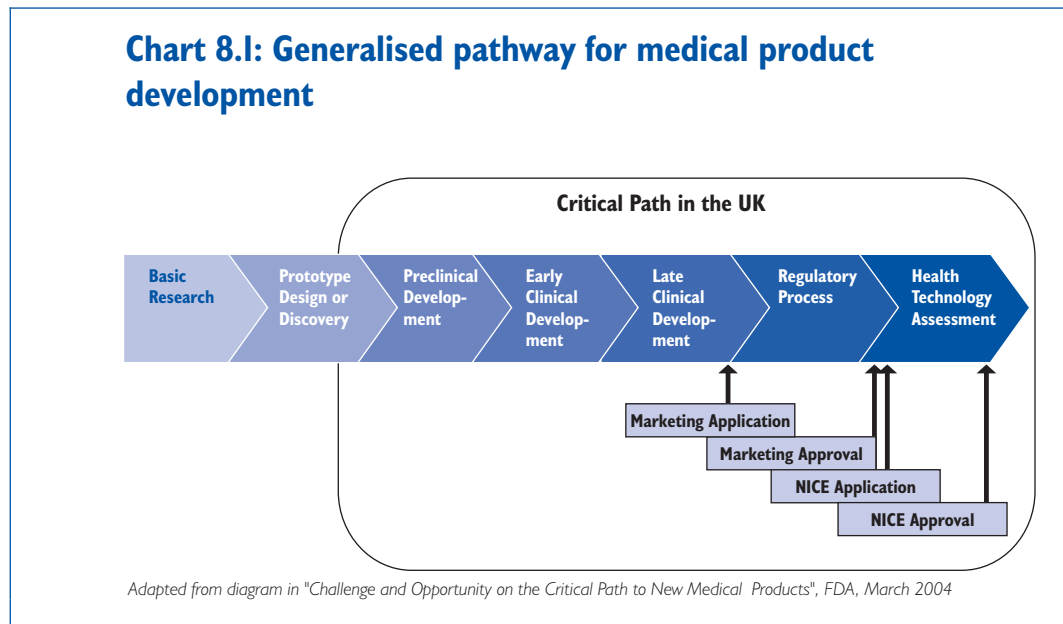 Chart 8.1: Generalised pathway for medical product
development
Critical Path in the UK
Basic
Research
Prototype
Design or
Discovery
Preclinical
Develop-
ment
Early
Clinical
Develop-
ment
Late
Clinical
Develop-
ment
Regulatory
Process
Health
Technology
Assessment
Marketing Application
Marketing Approval
NICE Application
NICE Approval
Adapted from diagram in "Challenge and Opportunity on the Critical Path to New Medical Products", FDA, March 2004